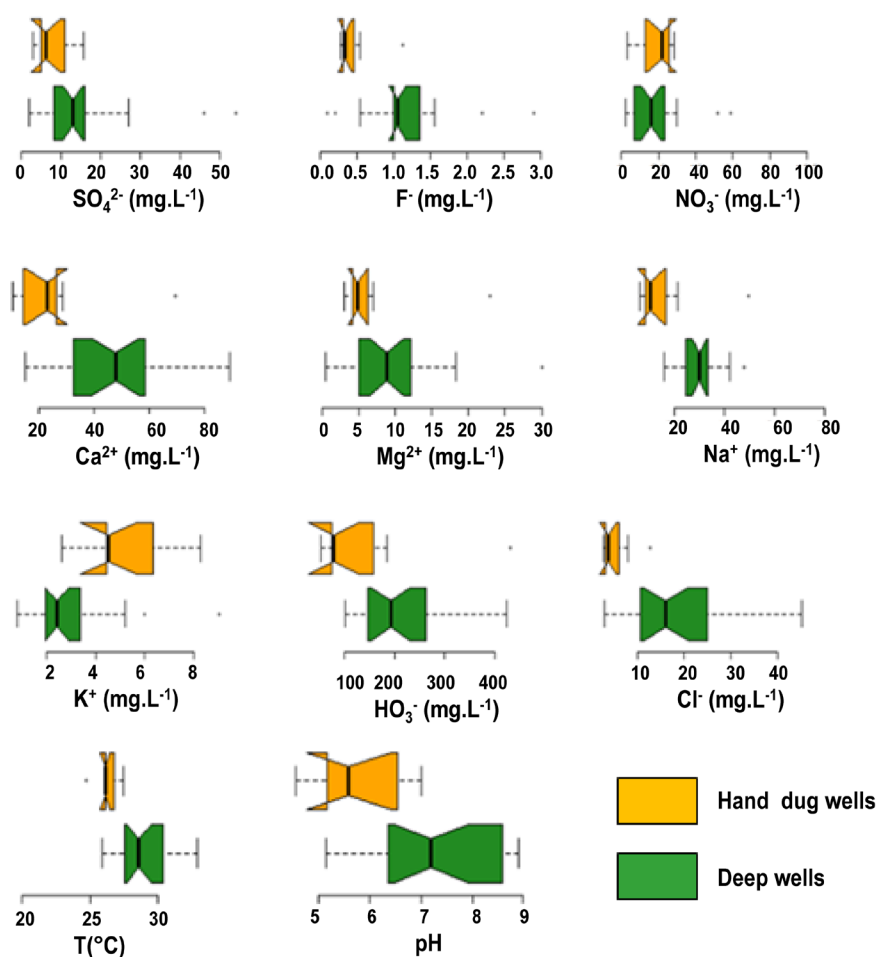 0 10 20 30 40 50
SO₄²⁻ (mg.L⁻¹)
0.0 0.5 1.0 1.5 2.0 2.5 3.0
F⁻ (mg.L⁻¹)
0 20 40 60 80 100
NO₃⁻ (mg.L⁻¹)
20 40 60 80
Ca²⁺ (mg.L⁻¹)
0 5 10 15 20 25 30
Mg²⁺ (mg.L⁻¹)
20 40 60 80
Na⁺ (mg.L⁻¹)
2 4 6 8
K⁺ (mg.L⁻¹)
100 200 300 400
HO₃⁻ (mg.L⁻¹)
10 20 30 40
Cl⁻ (mg.L⁻¹)
20 25 30
T(°C)
5 6 7 8 9
pH
Hand dug wells
Deep wells